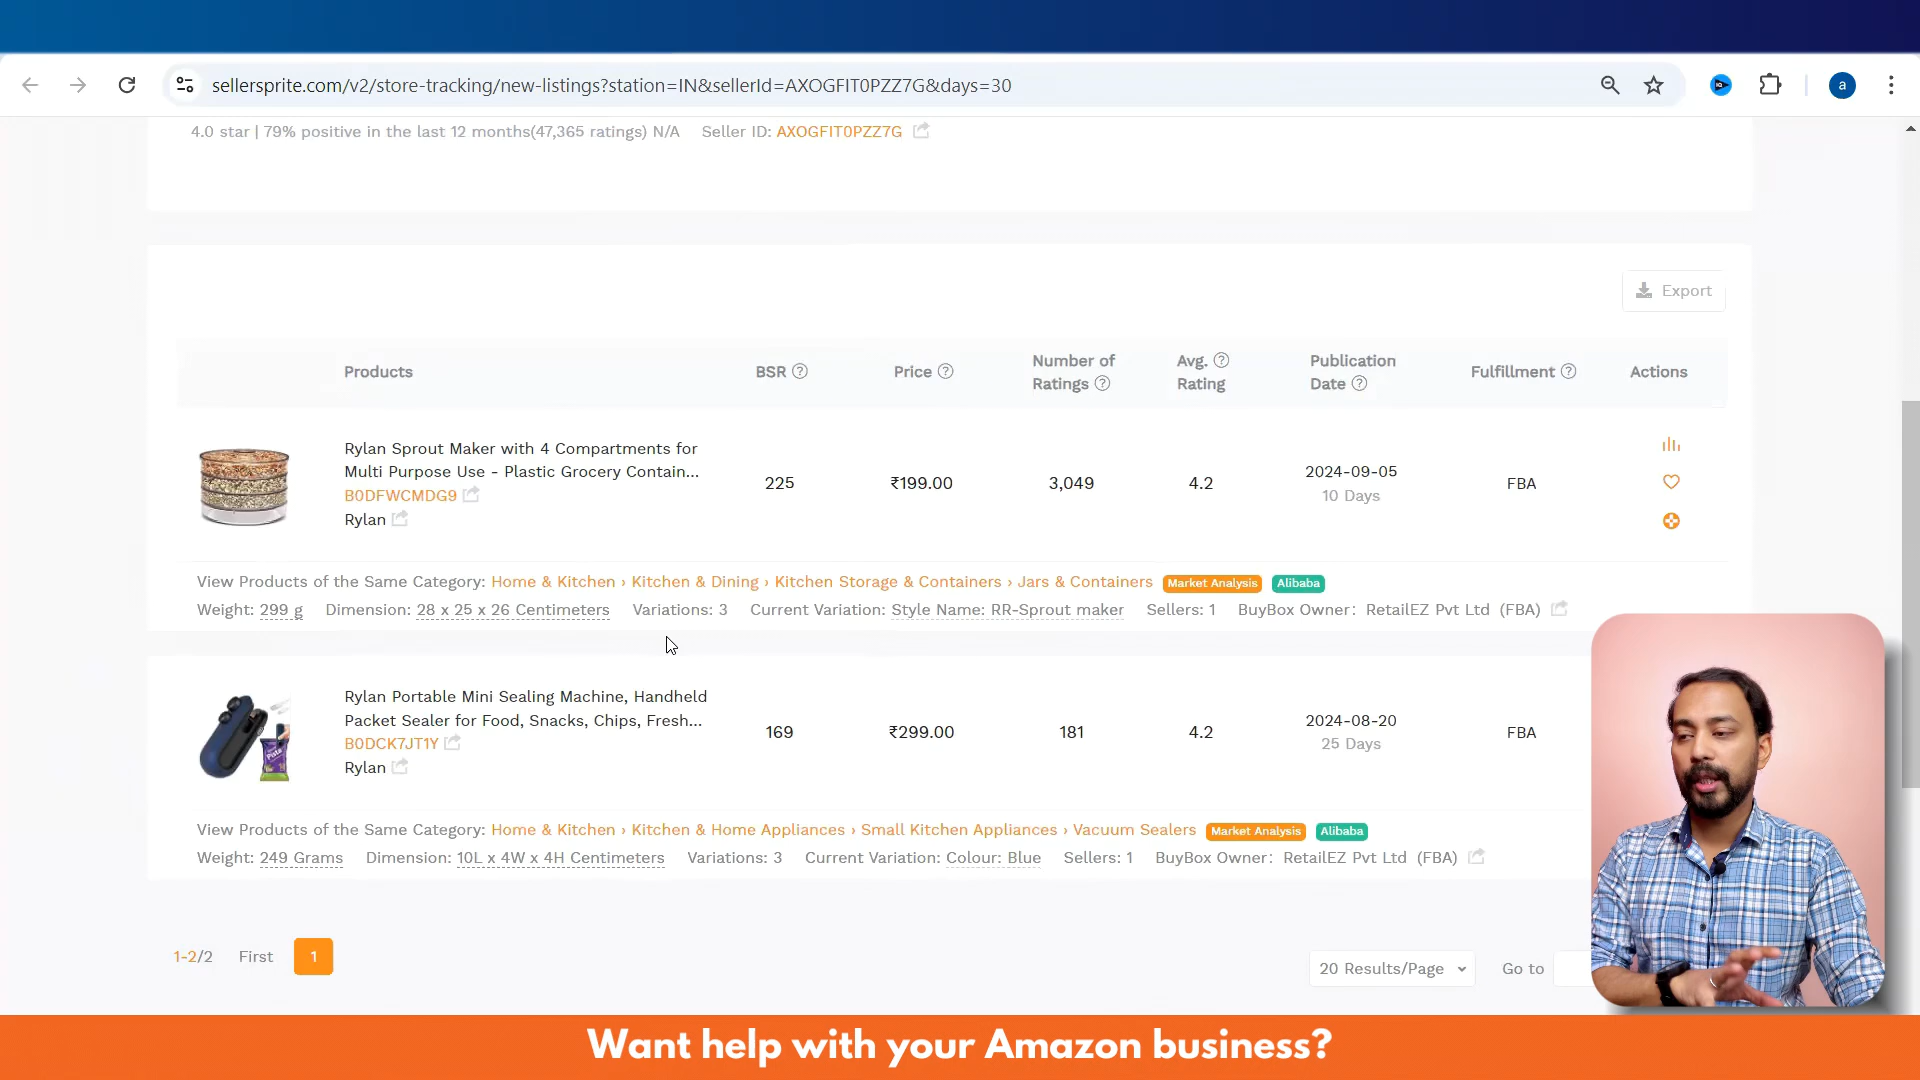 sellersprite.com/v2/store-tracking/new-listings?station=IN&sellerId=AXOGFIT0PZZ7G&days=30
a
4.0 star | 79% positive in the last 12 months(47,365 ratings) N/A Seller ID: AXOGFIT0PZZ7G
Export
Products BSR Price Number of Ratings Avg. Rating Publication Date Fulfillment Actions
Rylan Sprout Maker with 4 Compartments for
Multi Purpose Use - Plastic Grocery Contain...
B0DFWCMDG9
Rylan
225 ₹199.00 3,049 4.2 2024-09-05 FBA
10 Days
View Products of the Same Category: Home & Kitchen › Kitchen & Dining › Kitchen Storage & Containers › Jars & Containers Market Analysis Alibaba
Weight: 299 g Dimension: 28 x 25 x 26 Centimeters Variations: 3 Current Variation: Style Name: RR-Sprout maker Sellers: 1 BuyBox Owner: RetailEZ Pvt Ltd (FBA)
Rylan Portable Mini Sealing Machine, Handheld
Packet Sealer for Food, Snacks, Chips, Fresh...
B0DCK7JT1Y
Rylan
169 ₹299.00 181 4.2 2024-08-20 FBA
25 Days
View Products of the Same Category: Home & Kitchen › Kitchen & Home Appliances › Small Kitchen Appliances › Vacuum Sealers Market Analysis Alibaba
Weight: 249 Grams Dimension: 10L x 4W x 4H Centimeters Variations: 3 Current Variation: Colour: Blue Sellers: 1 BuyBox Owner: RetailEZ Pvt Ltd (FBA)
1-2/2 First 1
20 Results/Page Go to
Want help with your Amazon business?